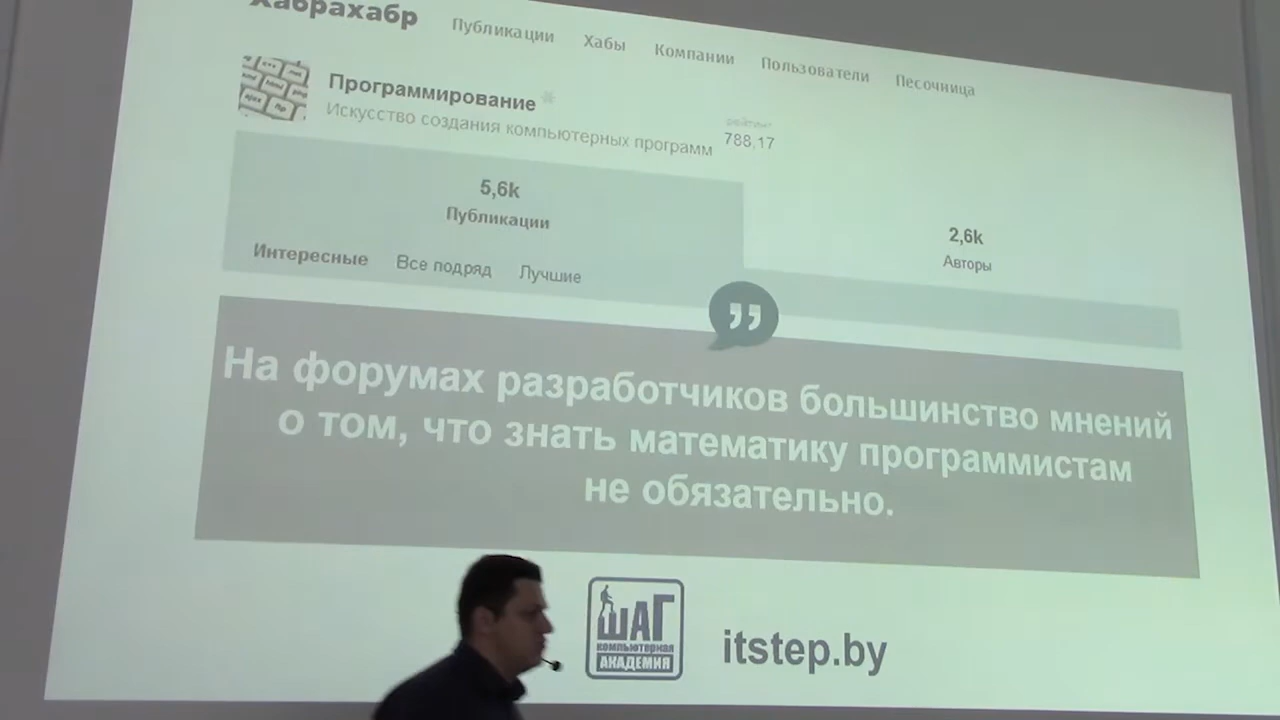 Хабрахабр
Публикации Хабы Компании Пользователи Песочница
Программирование
Искусство создания компьютерных программ
рейтинг
788,17
5,6k
Публикации
2,6k
Авторы
Интересные Все подряд Лучшие
На форумах разработчиков большинство мнений
о том, что знать математику программистам
не обязательно.
ШАГ
компьютерная
АКАДЕМИЯ
itstep.by